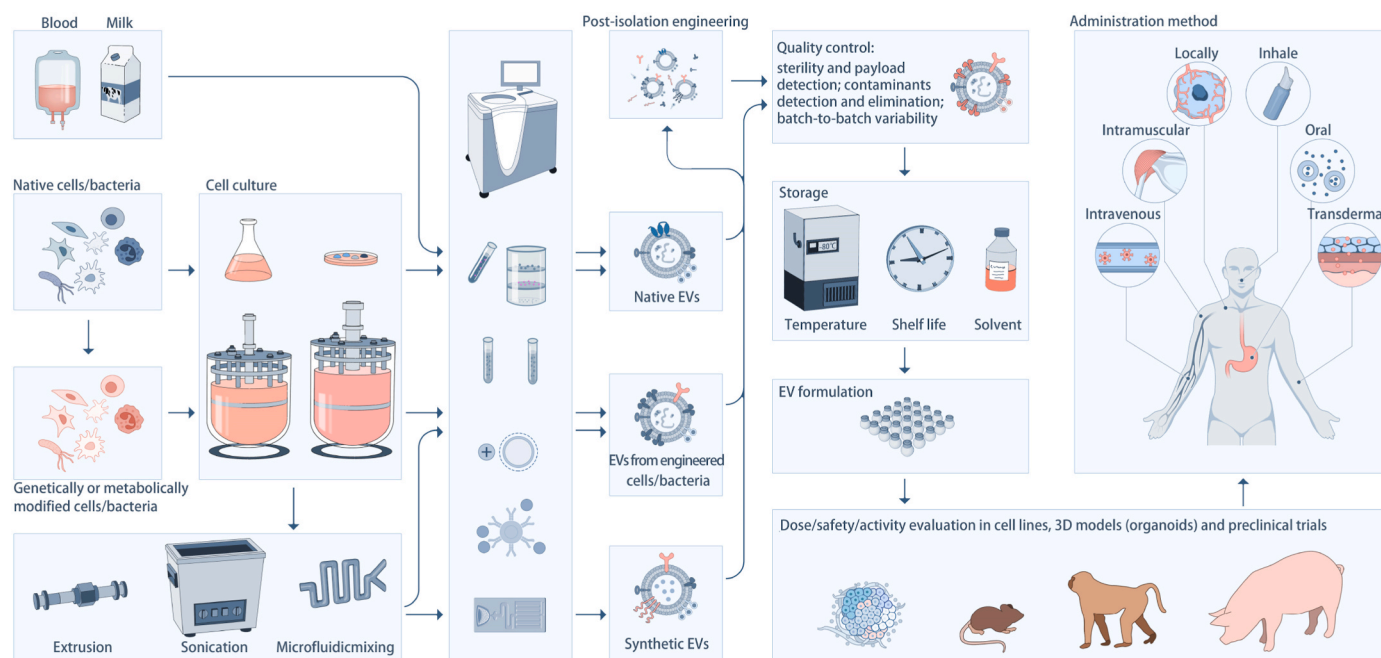 Blood
Milk
Post-isolation engineering
Quality control:
sterility and payload
detection; contaminants
detection and elimination;
batch-to-batch variability
Administration method
Locally
Inhale
Intramuscular
Oral
Intravenous
Transderma
Native cells/bacteria
Cell culture
Storage
-80℃
Temperature
Shelf life
Solvent
Native EVs
EV formulation
EVs from engineered
cells/bacteria
Genetically or metabolically
modified cells/bacteria
Dose/safety/activity evaluation in cell lines, 3D models (organoids) and preclinical trials
Extrusion
Sonication
Microfluidicmixing
Synthetic EVs